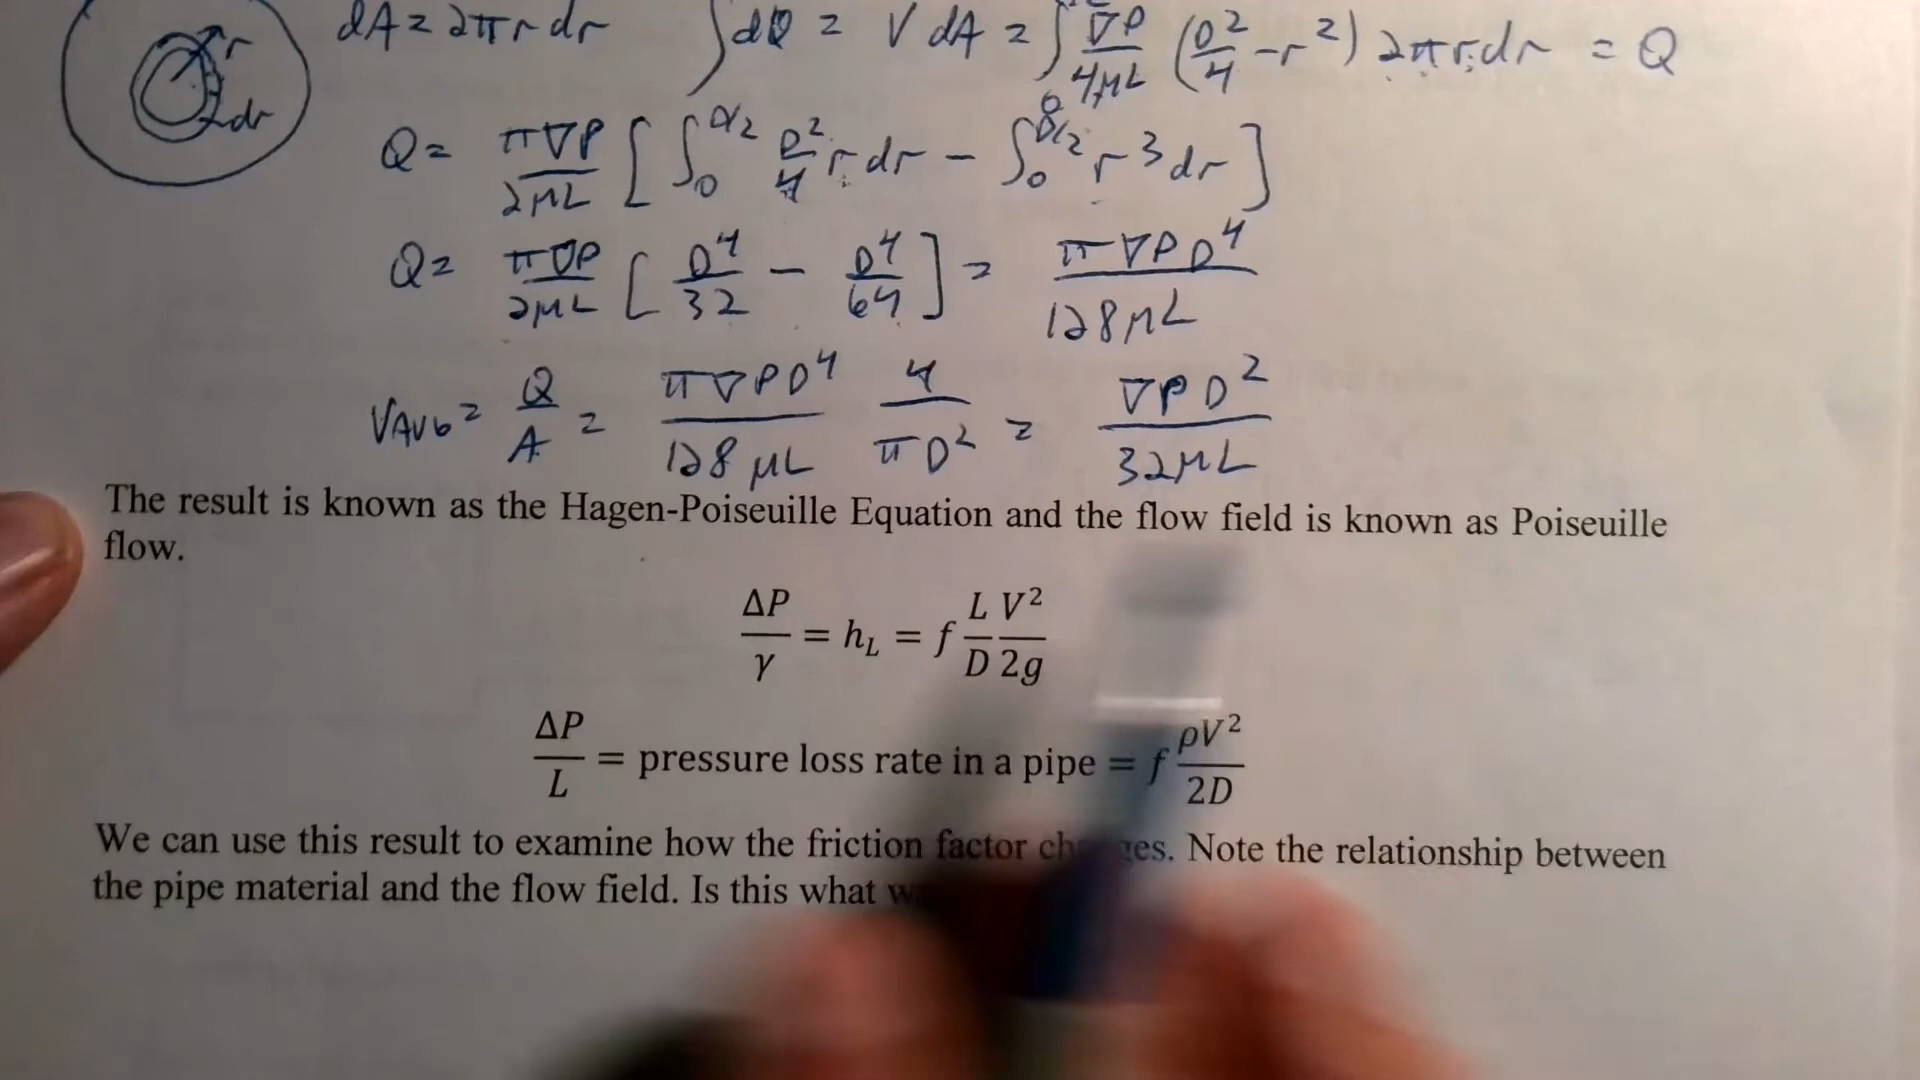 r
dr
dA = 2πr dr ∫dQ = V dA = ∫ ∇P/4μL (D²/4 - r²) 2πr dr = Q
Q = π∇P/2μL [∫₀^D/2 D²/4 r dr - ∫₀^D/2 r³ dr]
Q = π∇P/2μL [D⁴/32 - D⁴/64] = π∇PD⁴/128μL
VAVG = Q/A = π∇PD⁴/128μL 4/πD² = ∇PD²/32μL
The result is known as the Hagen-Poiseuille Equation and the flow field is known as Poiseuille
flow.
ΔP/γ = hL = f L/D V²/2g
ΔP/L = pressure loss rate in a pipe = f ρV²/2D
We can use this result to examine how the friction factor Note the relationship between
the pipe material and the flow field. Is this what